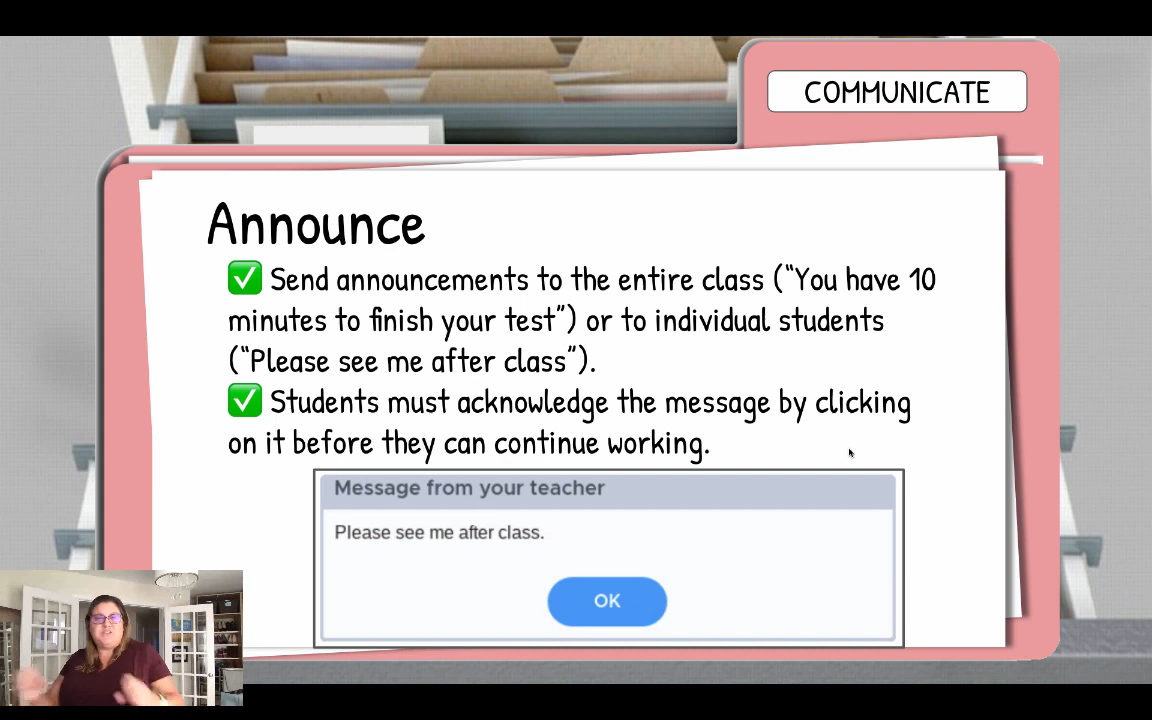 COMMUNICATE
Announce
✅ Send announcements to the entire class (“You have 10
minutes to finish your test”) or to individual students
(“Please see me after class”).
✅ Students must acknowledge the message by clicking
on it before they can continue working.
Message from your teacher
Please see me after class.
OK